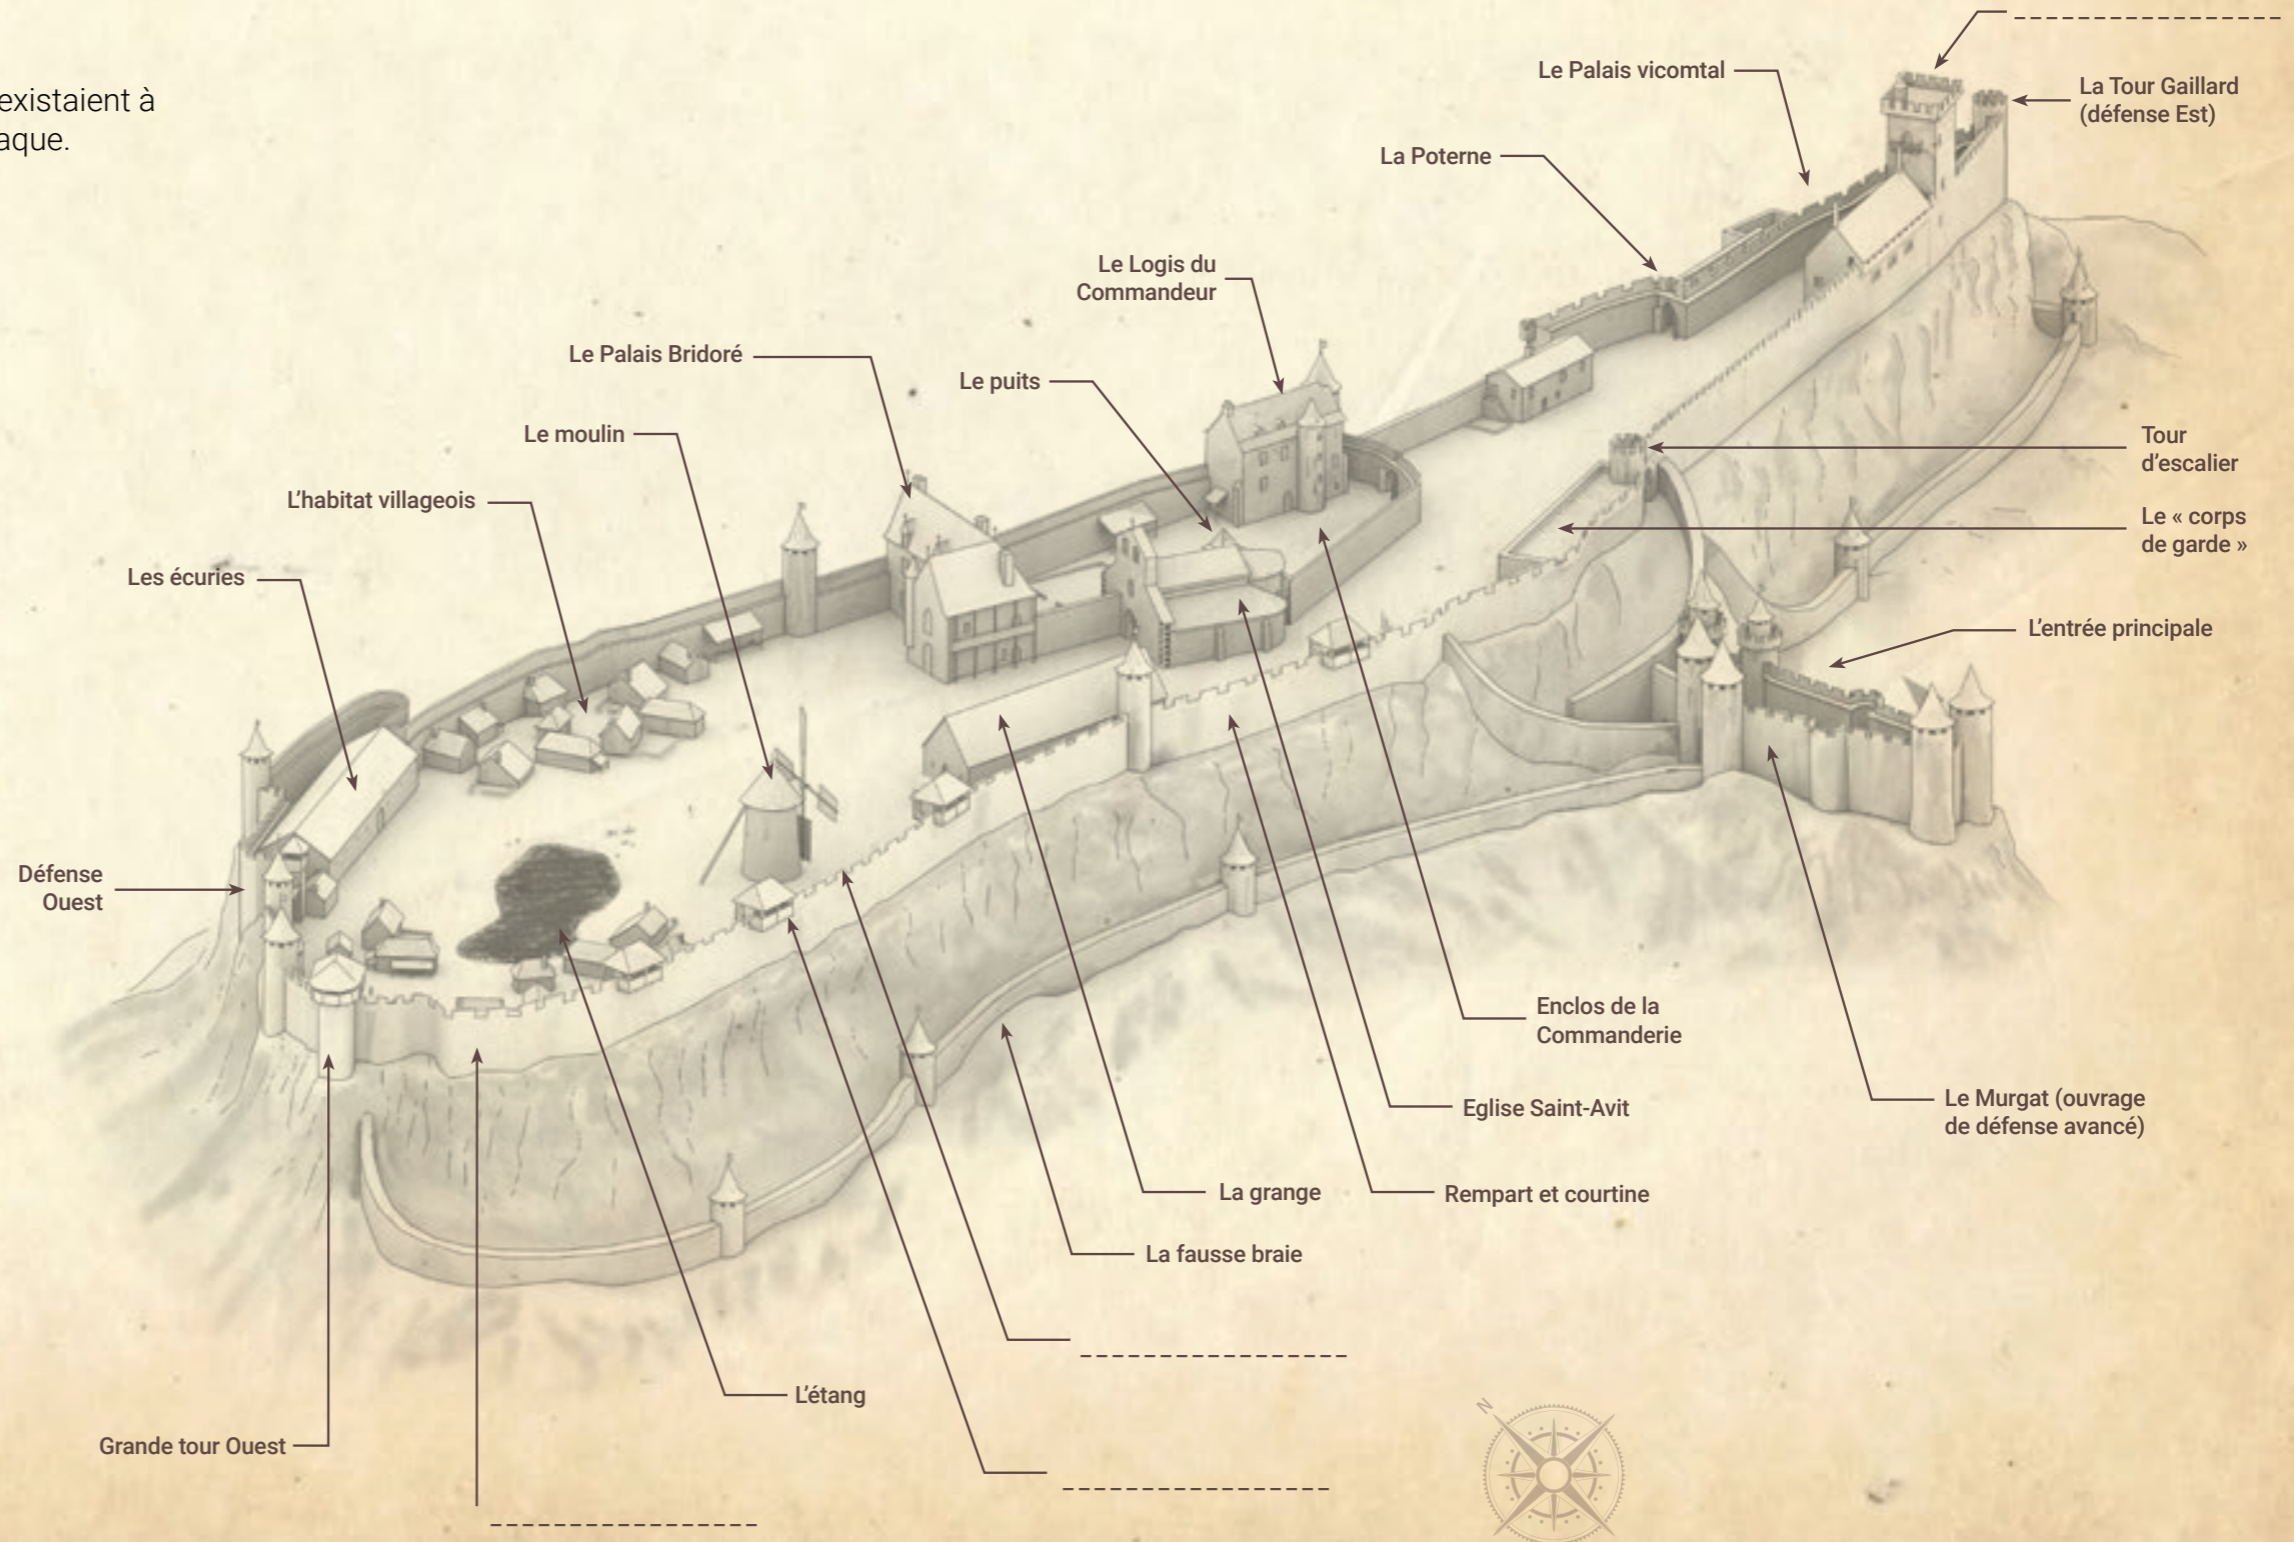 existaient à
aque.
Le Palais vicomtal
La Tour Gaillard
(défense Est)
La Poterne
Le Logis du
Commandeur
Le Palais Bridoré
Le puits
Le moulin
L'habitat villageois
Les écuries
Tour
d'escalier
Le « corps
de garde »
L'entrée principale
Défense
Ouest
Enclos de la
Commanderie
Eglise Saint-Avit
Le Murgat (ouvrage
de défense avancé)
La grange
Rempart et courtine
La fausse braie
L'étang
Grande tour Ouest
N